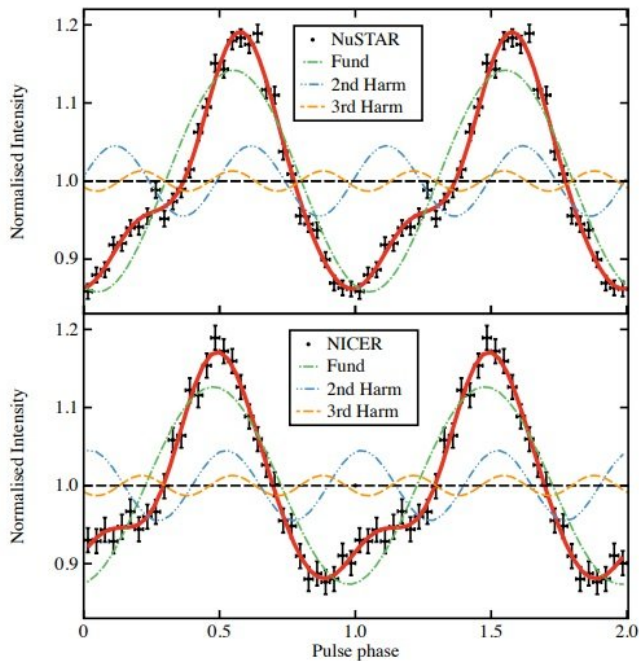 1.2
1.1
1.0
0.9
Normalised Intensity
NuSTAR
Fund
2nd Harm
3rd Harm
1.2
1.1
1.0
0.9
Normalised Intensity
NICER
Fund
2nd Harm
3rd Harm
0 0.5 1.0 1.5 2.0
Pulse phase